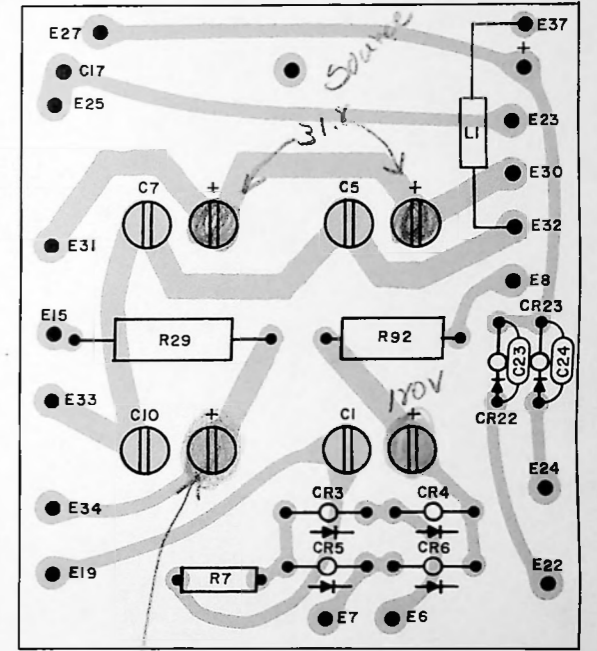 E27
E37
+
C17
Source
E25
E23
L1
31.8
E30
C7
+
C5
+
E31
E32
E8
E15
CR23
R29
R92
C23
C24
E33
120V
CR22
C10
+
C1
+
E24
CR3
CR4
E34
CR5
CR6
E19
R7
E22
E7
E6